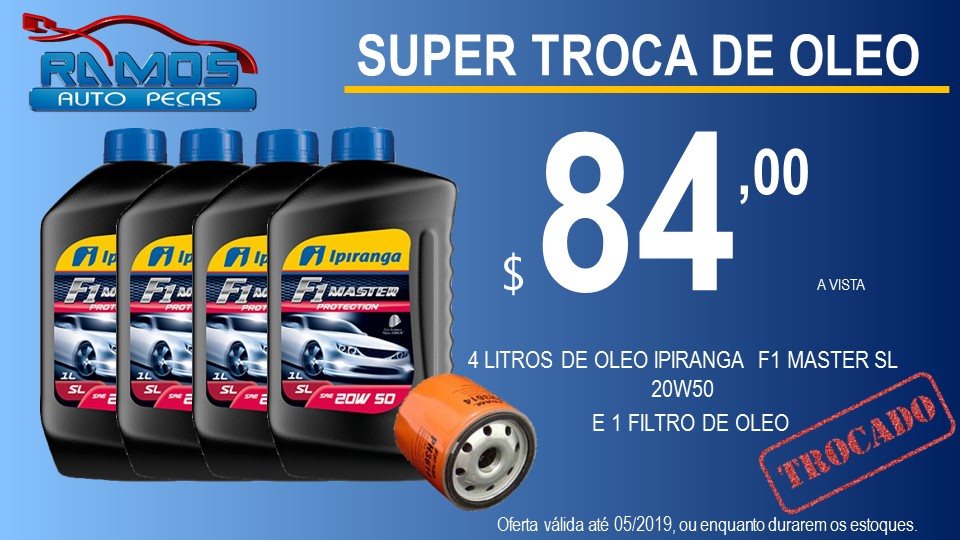 RAMOS
AUTO PEÇAS
SUPER TROCA DE OLEO
$ 84,00
A VISTA
Ipiranga
F1 MASTER
PROTECTION
1L
SL
SAE 20W 50
4 LITROS DE OLEO IPIRANGA F1 MASTER SL
20W50
E 1 FILTRO DE OLEO
TROCADO
Oferta válida até 05/2019, ou enquanto durarem os estoques.